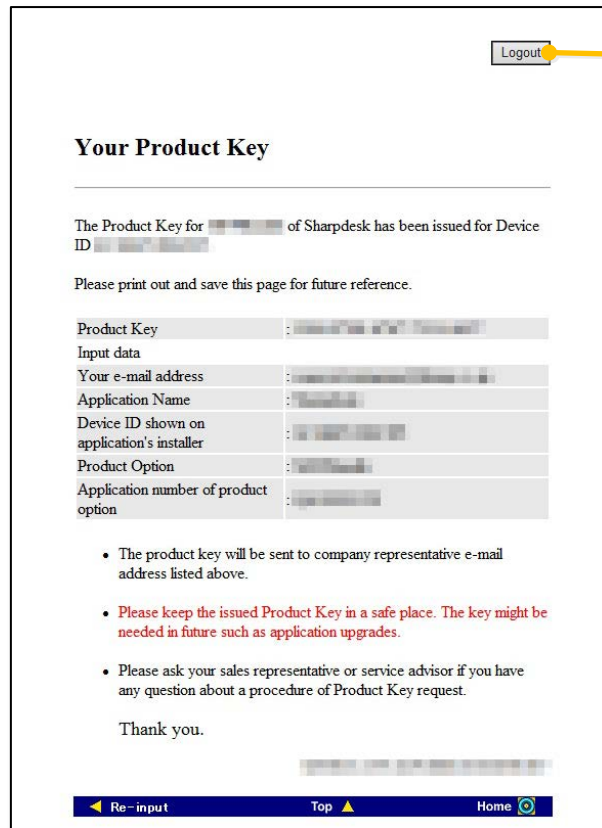 Logout
Your Product Key
The Product Key for of Sharpdesk has been issued for Device
ID
Please print out and save this page for future reference.
Product Key :
Input data
Your e-mail address :
Application Name :
Device ID shown on
application's installer :
Product Option :
Application number of product
option :
• The product key will be sent to company representative e-mail
address listed above.
• Please keep the issued Product Key in a safe place. The key might be
needed in future such as application upgrades.
• Please ask your sales representative or service advisor if you have
any question about a procedure of Product Key request.
Thank you.
Re-input Top Home